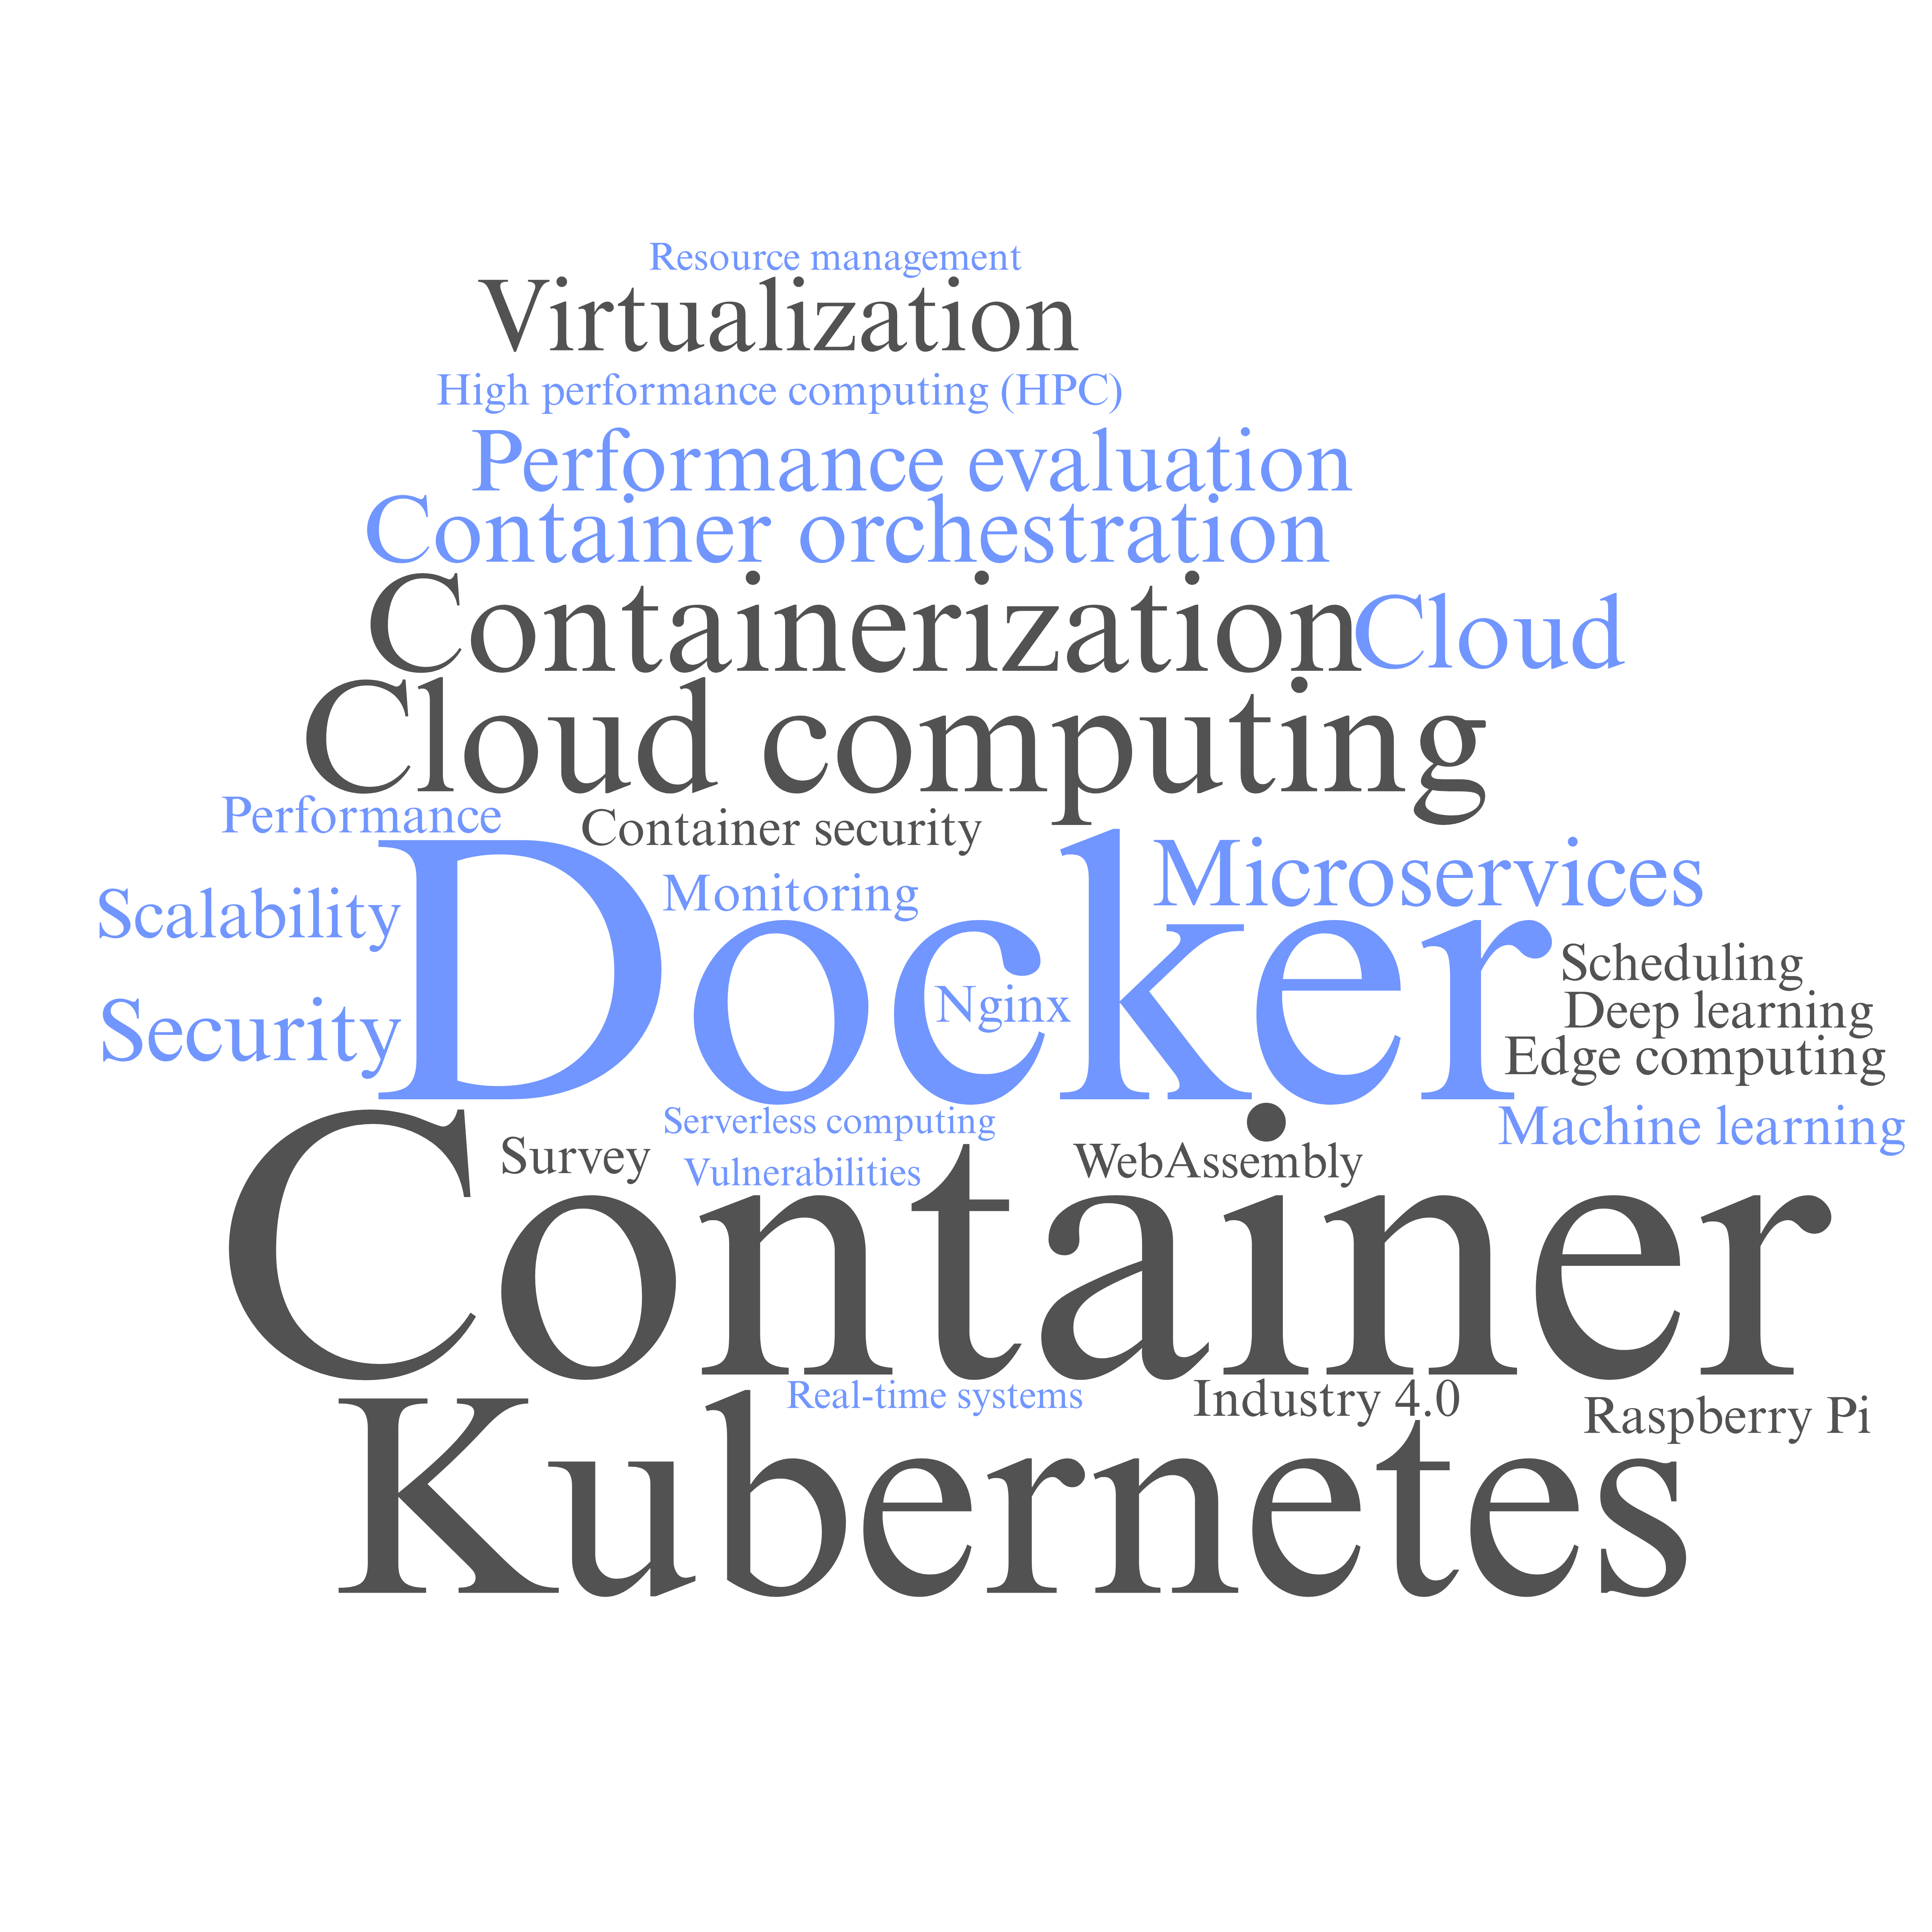 Resource management
Virtualization
High performance computing (HPC)
Performance evaluation
Container orchestration
Containerization
Cloud
Cloud computing
Performance
Container security
Microservices
Scalability
Monitoring
Docker
Scheduling
Nginx
Deep learning
Security
Edge computing
Serverless computing
Machine learning
Survey
Vulnerabilities
WebAssembly
Container
Real-time systems
Industry 4.0
Raspberry Pi
Kubernetes